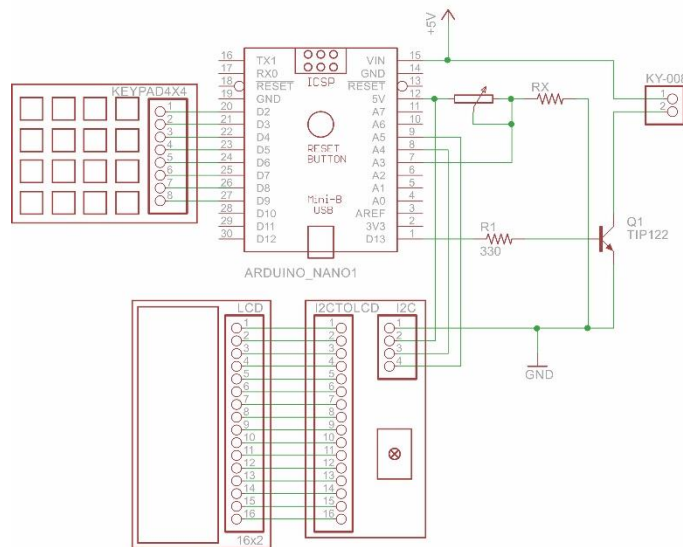 +5V
16 TX1 VIN 15
17 RX0 GND 14
18 RESET ICSP RESET 13
19 GND 5V 12
KEYPAD4X4
1 20 D2 A7 11
2 21 D3 A6 10
3 22 D4 A5 9
4 23 D5 A4 8
5 24 D6 A3 7
6 25 D7 A2 6
7 26 D8 A1 5
8 27 D9 A0 4
28 D10 AREF 3
29 D11 3V3 2
30 D12 D13 1
RESET
BUTTON
Mini-B
USB
ARDUINO_NANO1
RX
KY-008
1
2
R1
330
Q1
TIP122
GND
LCD
1
2
3
4
5
6
7
8
9
10
11
12
13
14
15
16
16x2
I2CTOLCD
1
2
3
4
5
6
7
8
9
10
11
12
13
14
15
16
I2C
1
2
3
4